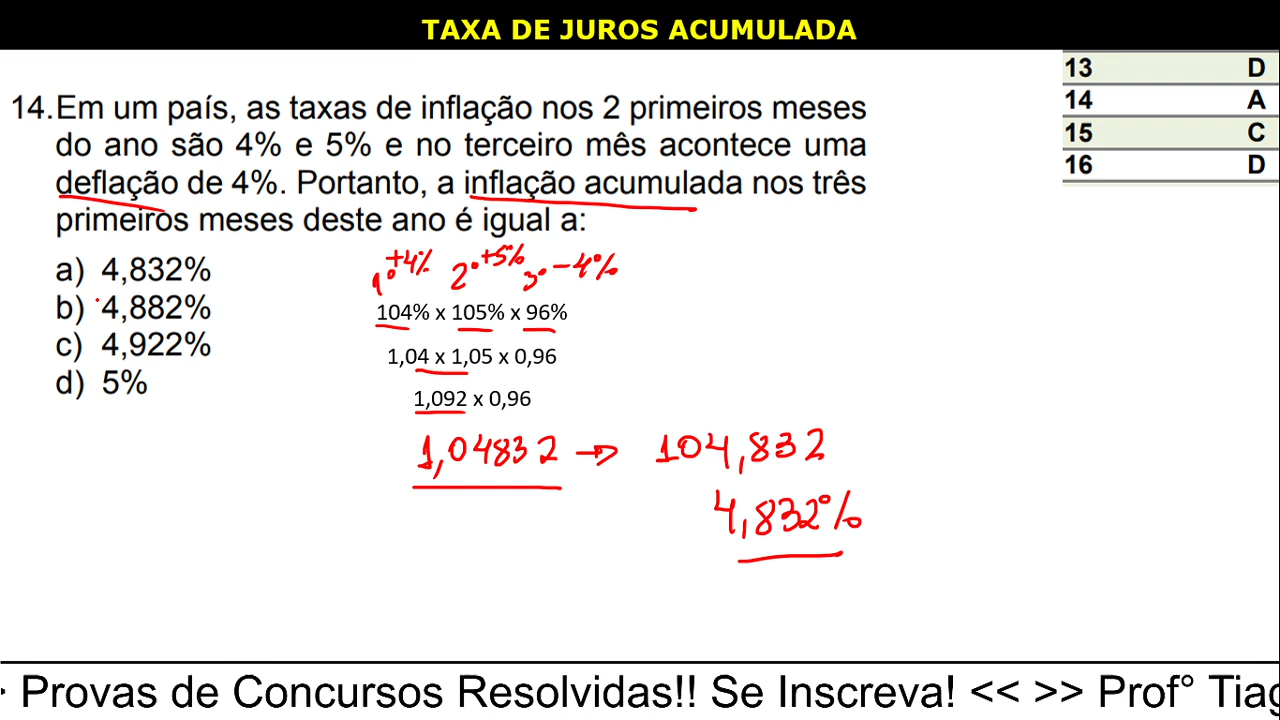 TAXA DE JUROS ACUMULADA
13 D
14 A
15 C
16 D
14.Em um país, as taxas de inflação nos 2 primeiros meses
do ano são 4% e 5% e no terceiro mês acontece uma
deflação de 4%. Portanto, a inflação acumulada nos três
primeiros meses deste ano é igual a:
a) 4,832%
b) 4,882%
c) 4,922%
d) 5%
1° +4% 2° +5% 3° -4%
104% x 105% x 96%
1,04 x 1,05 x 0,96
1,092 x 0,96
1,04832 → 104,832
4,832%
Provas de Concursos Resolvidas!! Se Inscreva! << >> Prof° Tiag